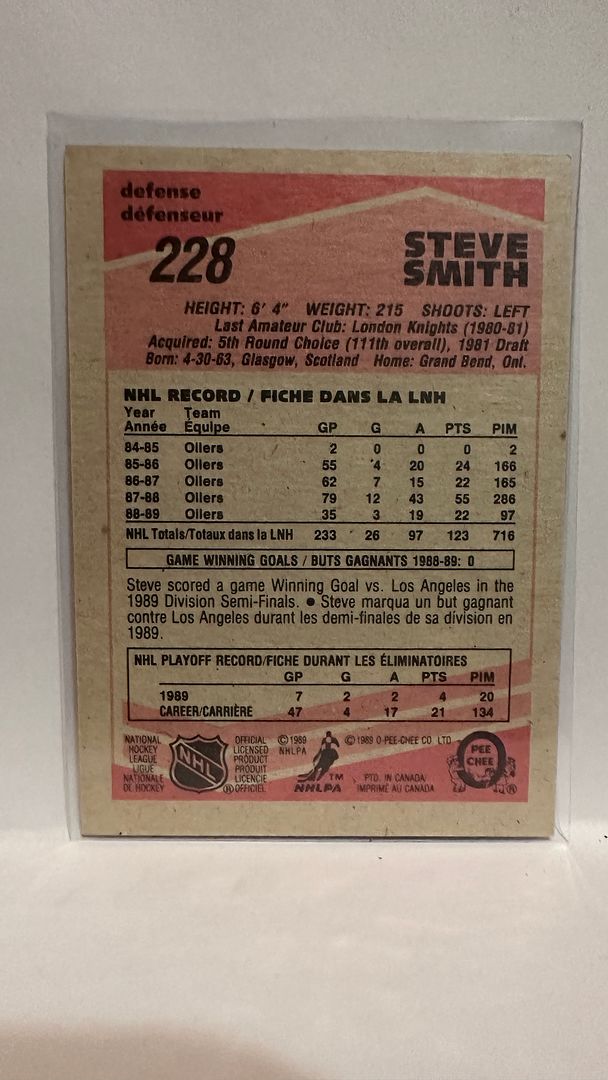 defense
défenseur
228
STEVE
SMITH
HEIGHT: 6' 4" WEIGHT: 215 SHOOTS: LEFT
Last Amateur Club: London Knights (1980-81)
Acquired: 5th Round Choice (111th overall), 1981 Draft
Born: 4-30-63, Glasgow, Scotland Home: Grand Bend, Ont.
NHL RECORD / FICHE DANS LA LNH
Year Team
Année Équipe GP G A PTS PIM
84-85 Oilers 2 0 0 0 2
85-86 Oilers 55 4 20 24 166
86-87 Oilers 62 7 15 22 165
87-88 Oilers 79 12 43 55 286
88-89 Oilers 35 3 19 22 97
NHL Totals/Totaux dans la LNH 233 26 97 123 716
GAME WINNING GOALS / BUTS GAGNANTS 1988-89: 0
Steve scored a game Winning Goal vs. Los Angeles in the
1989 Division Semi-Finals. ● Steve marqua un but gagnant
contre Los Angeles durant les demi-finales de sa division en
1989.
NHL PLAYOFF RECORD/FICHE DURANT LES ÉLIMINATOIRES
GP G A PTS PIM
1989 7 2 2 4 20
CAREER/CARRIÈRE 47 4 17 21 134
NATIONAL
HOCKEY
LEAGUE
LIGUE
NATIONALE
DE HOCKEY
NHL
OFFICIAL
LICENSED
PRODUCT
PRODUIT
LICENCIE
® OFFICIEL
© 1989
NHLPA
TM
NHLPA
© 1989 O-PEE-CHEE CO. LTD.
PTD. IN CANADA
IMPRIMÉ AU CANADA
O
PEE
CHEE
®